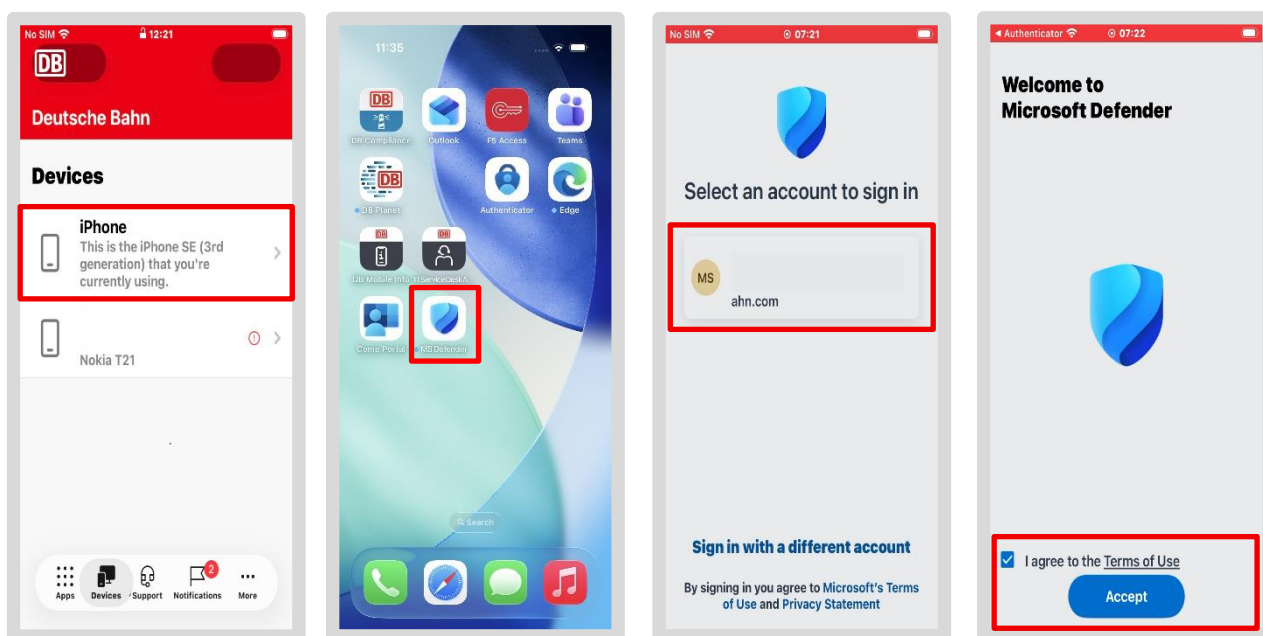 No SIM 12:21
DB
Deutsche Bahn
Devices
iPhone
This is the iPhone SE (3rd
generation) that you're
currently using.
Nokia T21
Apps Devices Support Notifications 2 More
11:35
DB
DB Compliance Outlook F5 Access Teams
DB
DB Planet Authenticator Edge
DB DB
DB Mobile Info ITServiceDeskA...
Comp Portal MS Defender
Search
No SIM 07:21
Select an account to sign in
MS
ahn.com
Sign in with a different account
By signing in you agree to Microsoft's Terms
of Use and Privacy Statement
Authenticator 07:22
Welcome to
Microsoft Defender
I agree to the Terms of Use
Accept